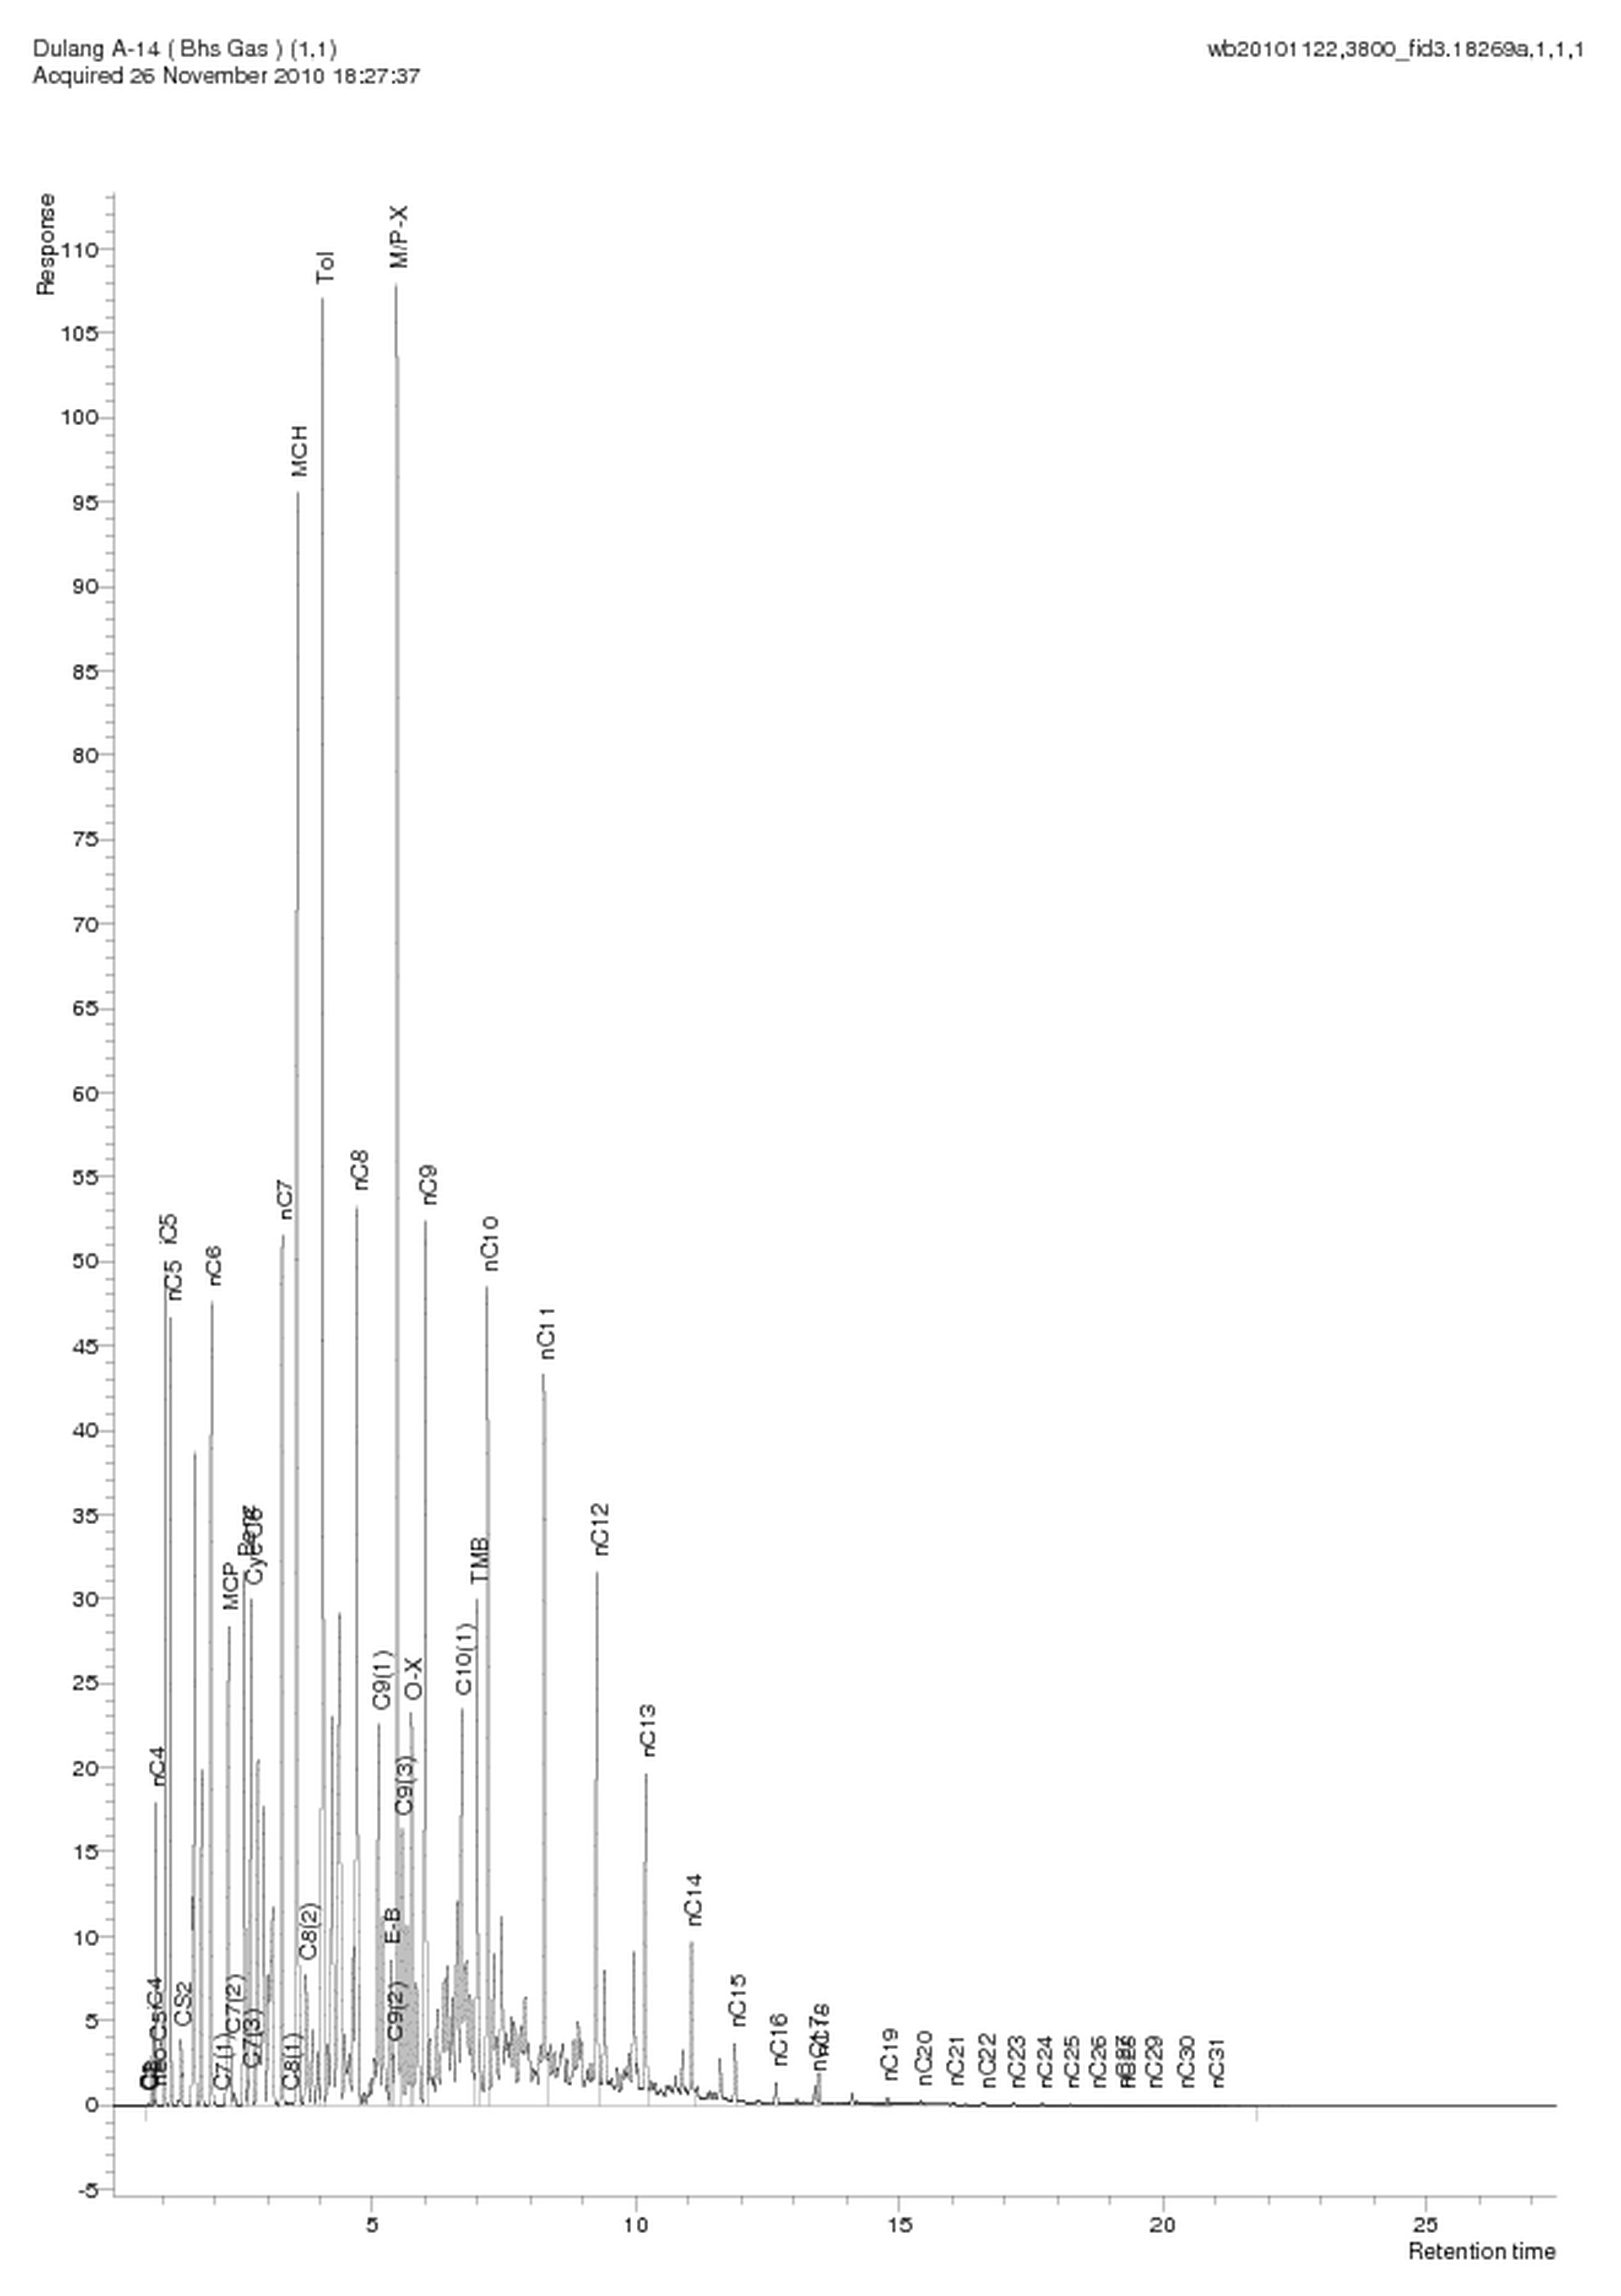 Dulang A-14 ( Bhs Gas ) (1,1)
wb20101122,3800_fid3.18269a,1,1,1
Acquired 26 November 2010 18:27:37
Response
110
105
100
95
90
85
80
75
70
65
60
55
50
45
40
35
30
25
20
15
10
5
0
-5
nC4
iC5
nC5
CS2
nC6
C7(1)
MCP
C7(2)
C7(3)
nC7
C8(1)
MCH
C8(2)
Tol
nC8
C9(1)
E-B
C9(2)
M/P-X
C9(3)
O-X
nC9
C10(1)
TMB
nC10
nC11
nC12
nC13
nC14
nC15
nC16
nC19
nC20
nC21
nC22
nC23
nC24
nC25
nC26
nC29
nC30
nC31
5
10
15
20
25
Retention time